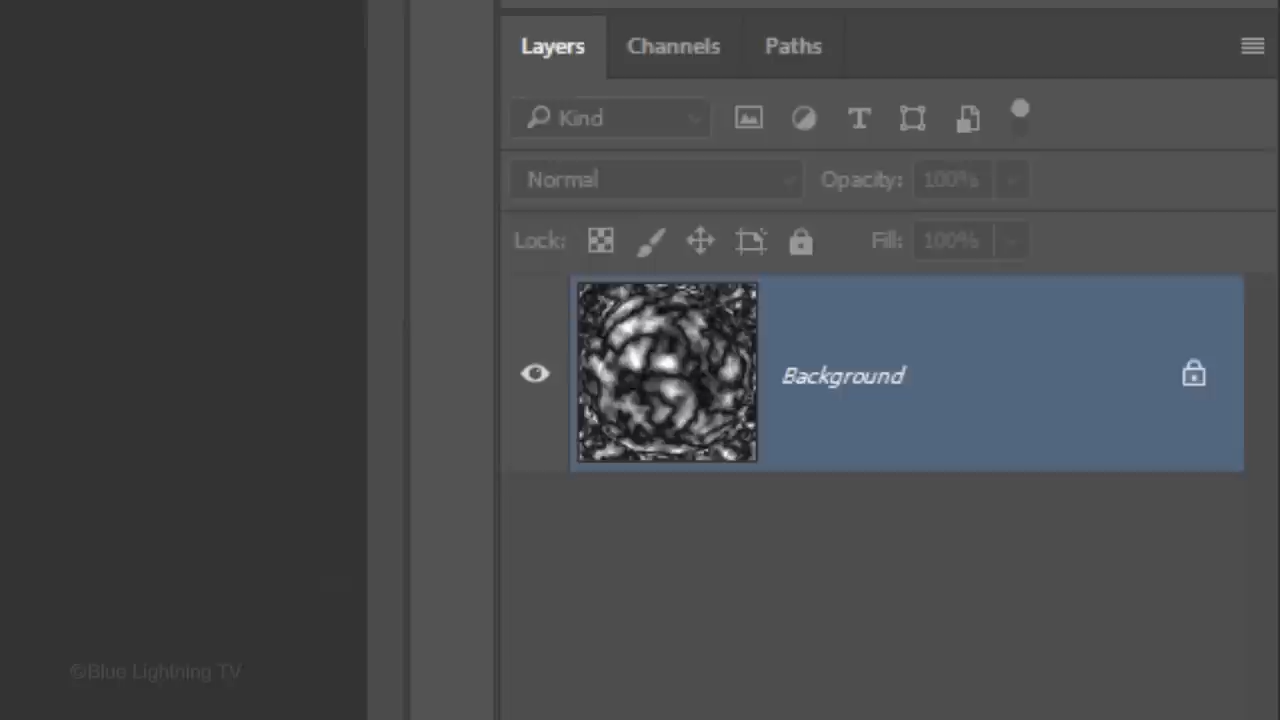 Layers Channels Paths
Kind
Normal Opacity: 100%
Lock: Fill: 100%
Background
©Blue Lightning TV